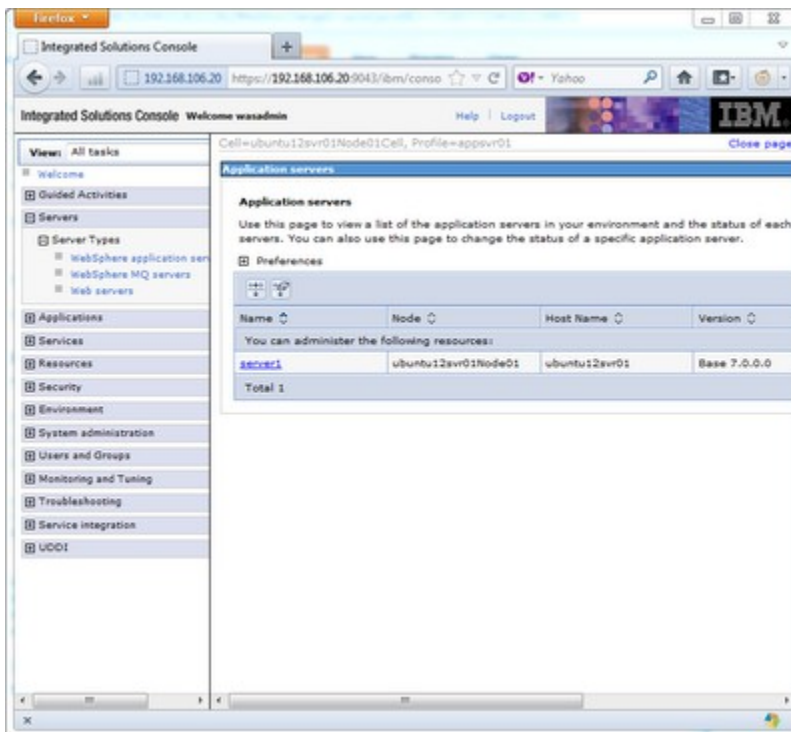 Firefox
Integrated Solutions Console
192.168.106.20 https://192.168.106.20:9043/ibm/conso
Yahoo
Integrated Solutions Console Welcome wasadmin
Help | Logout
IBM.
View: All tasks
Cell=ubuntu12svr01Node01Cell, Profile=appsvr01
Close page
Welcome
Guided Activities
Servers
Server Types
WebSphere application serv
WebSphere MQ servers
Web servers
Applications
Services
Resources
Security
Environment
System administration
Users and Groups
Monitoring and Tuning
Troubleshooting
Service integration
UDDI
Application servers
Application servers
Use this page to view a list of the application servers in your environment and the status of each
servers. You can also use this page to change the status of a specific application server.
Preferences
Name Node Host Name Version
You can administer the following resources:
server1 ubuntu12svr01Node01 ubuntu12svr01 Base 7.0.0.0
Total 1